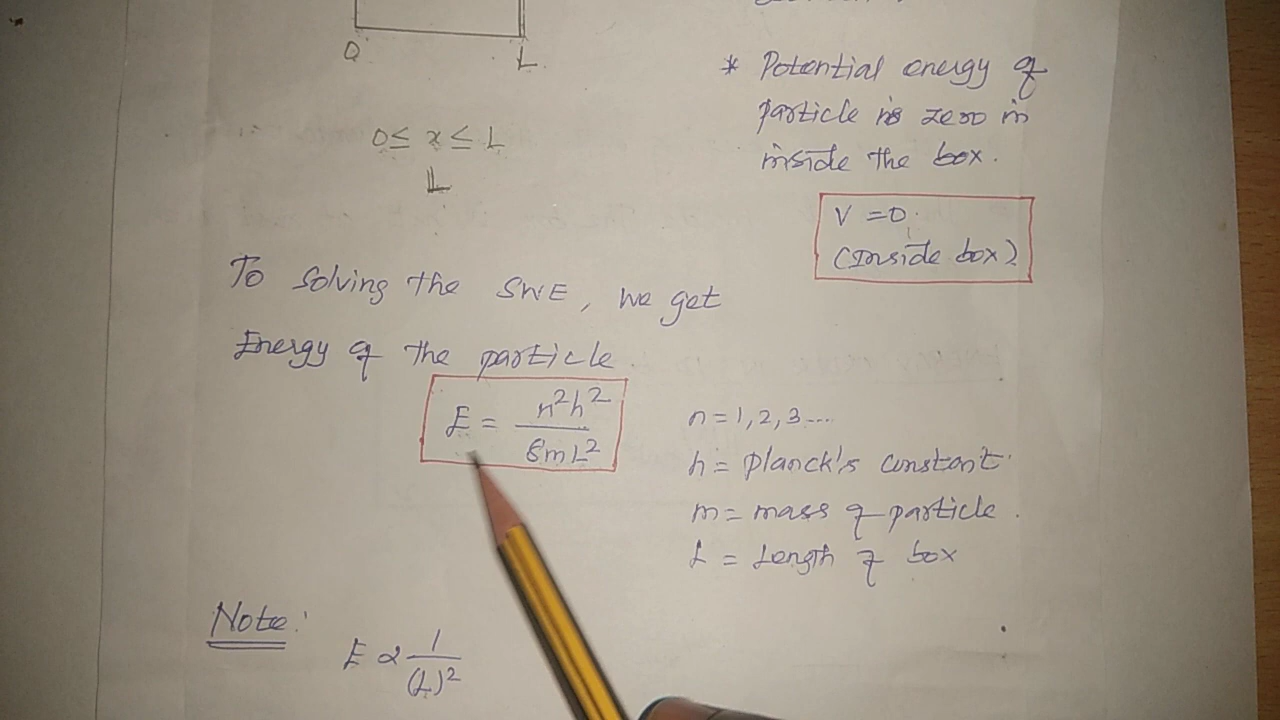 0
L
0 ≤ x ≤ L
L
* Potential energy of
particle is zero in
inside the box.
V = 0
(Inside box)
To solving the SWE, we get
Energy of the particle
E = n²h² / 8mL²
n = 1, 2, 3 ....
h = Planck's constant
m = mass of particle.
L = Length of box
Note:
E ∝ 1 / (L)²